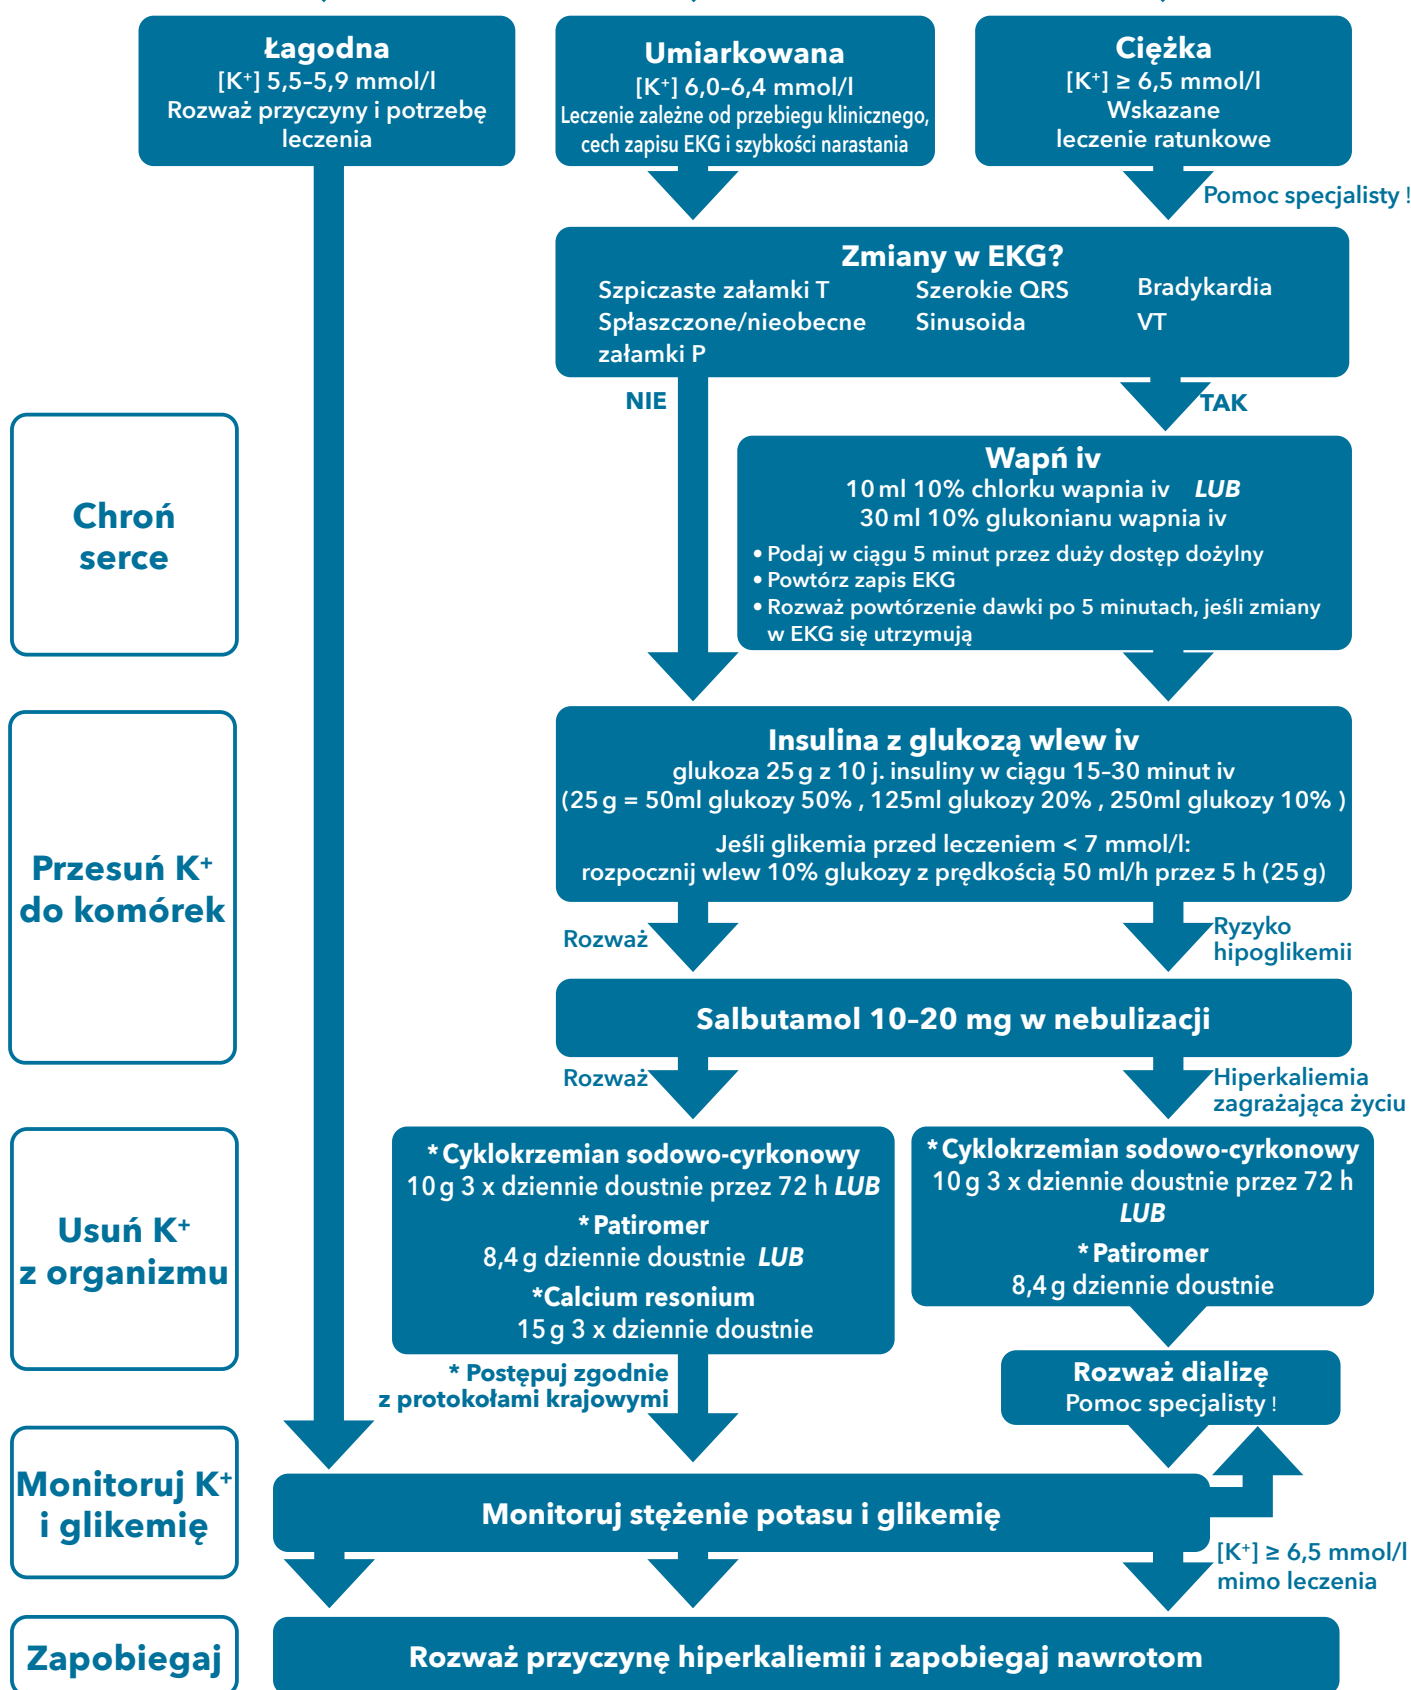 Łagodna
[K⁺] 5,5–5,9 mmol/l
Rozważ przyczyny i potrzebę
leczenia
Umiarkowana
[K⁺] 6,0–6,4 mmol/l
Leczenie zależne od przebiegu klinicznego,
cech zapisu EKG i szybkości narastania
Ciężka
[K⁺] ≥ 6,5 mmol/l
Wskazane
leczenie ratunkowe
Pomoc specjalisty !
Zmiany w EKG?
Szpiczaste załamki T
Spłaszczone/nieobecne
załamki P
Szerokie QRS
Sinusoida
Bradykardia
VT
NIE
TAK
Chroń
serce
Wapń iv
10 ml 10% chlorku wapnia iv LUB
30 ml 10% glukonianu wapnia iv
• Podaj w ciągu 5 minut przez duży dostęp dożylny
• Powtórz zapis EKG
• Rozważ powtórzenie dawki po 5 minutach, jeśli zmiany
w EKG się utrzymują
Przesuń K⁺
do komórek
Insulina z glukozą wlew iv
glukoza 25 g z 10 j. insuliny w ciągu 15–30 minut iv
(25 g = 50ml glukozy 50% , 125ml glukozy 20% , 250ml glukozy 10% )
Jeśli glikemia przed leczeniem < 7 mmol/l:
rozpocznij wlew 10% glukozy z prędkością 50 ml/h przez 5 h (25 g)
Rozważ
Ryzyko
hipoglikemii
Salbutamol 10–20 mg w nebulizacji
Rozważ
Hiperkaliemia
zagrażająca życiu
Usuń K⁺
z organizmu
* Cyklokrzemian sodowo-cyrkonowy
10 g 3 x dziennie doustnie przez 72 h LUB
* Patiromer
8,4 g dziennie doustnie LUB
*Calcium resonium
15 g 3 x dziennie doustnie
* Cyklokrzemian sodowo-cyrkonowy
10 g 3 x dziennie doustnie przez 72 h
LUB
* Patiromer
8,4 g dziennie doustnie
* Postępuj zgodnie
z protokołami krajowymi
Rozważ dializę
Pomoc specjalisty !
Monitoruj K⁺
i glikemię
Monitoruj stężenie potasu i glikemię
[K⁺] ≥ 6,5 mmol/l
mimo leczenia
Zapobiegaj
Rozważ przyczynę hiperkaliemii i zapobiegaj nawrotom